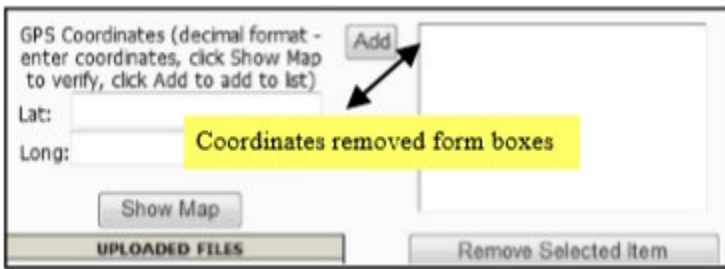 GPS Coordinates (decimal format -
enter coordinates, click Show Map
to verify, click Add to add to list)
Add
Lat:
Long:
Coordinates removed form boxes
Show Map
UPLOADED FILES
Remove Selected Item